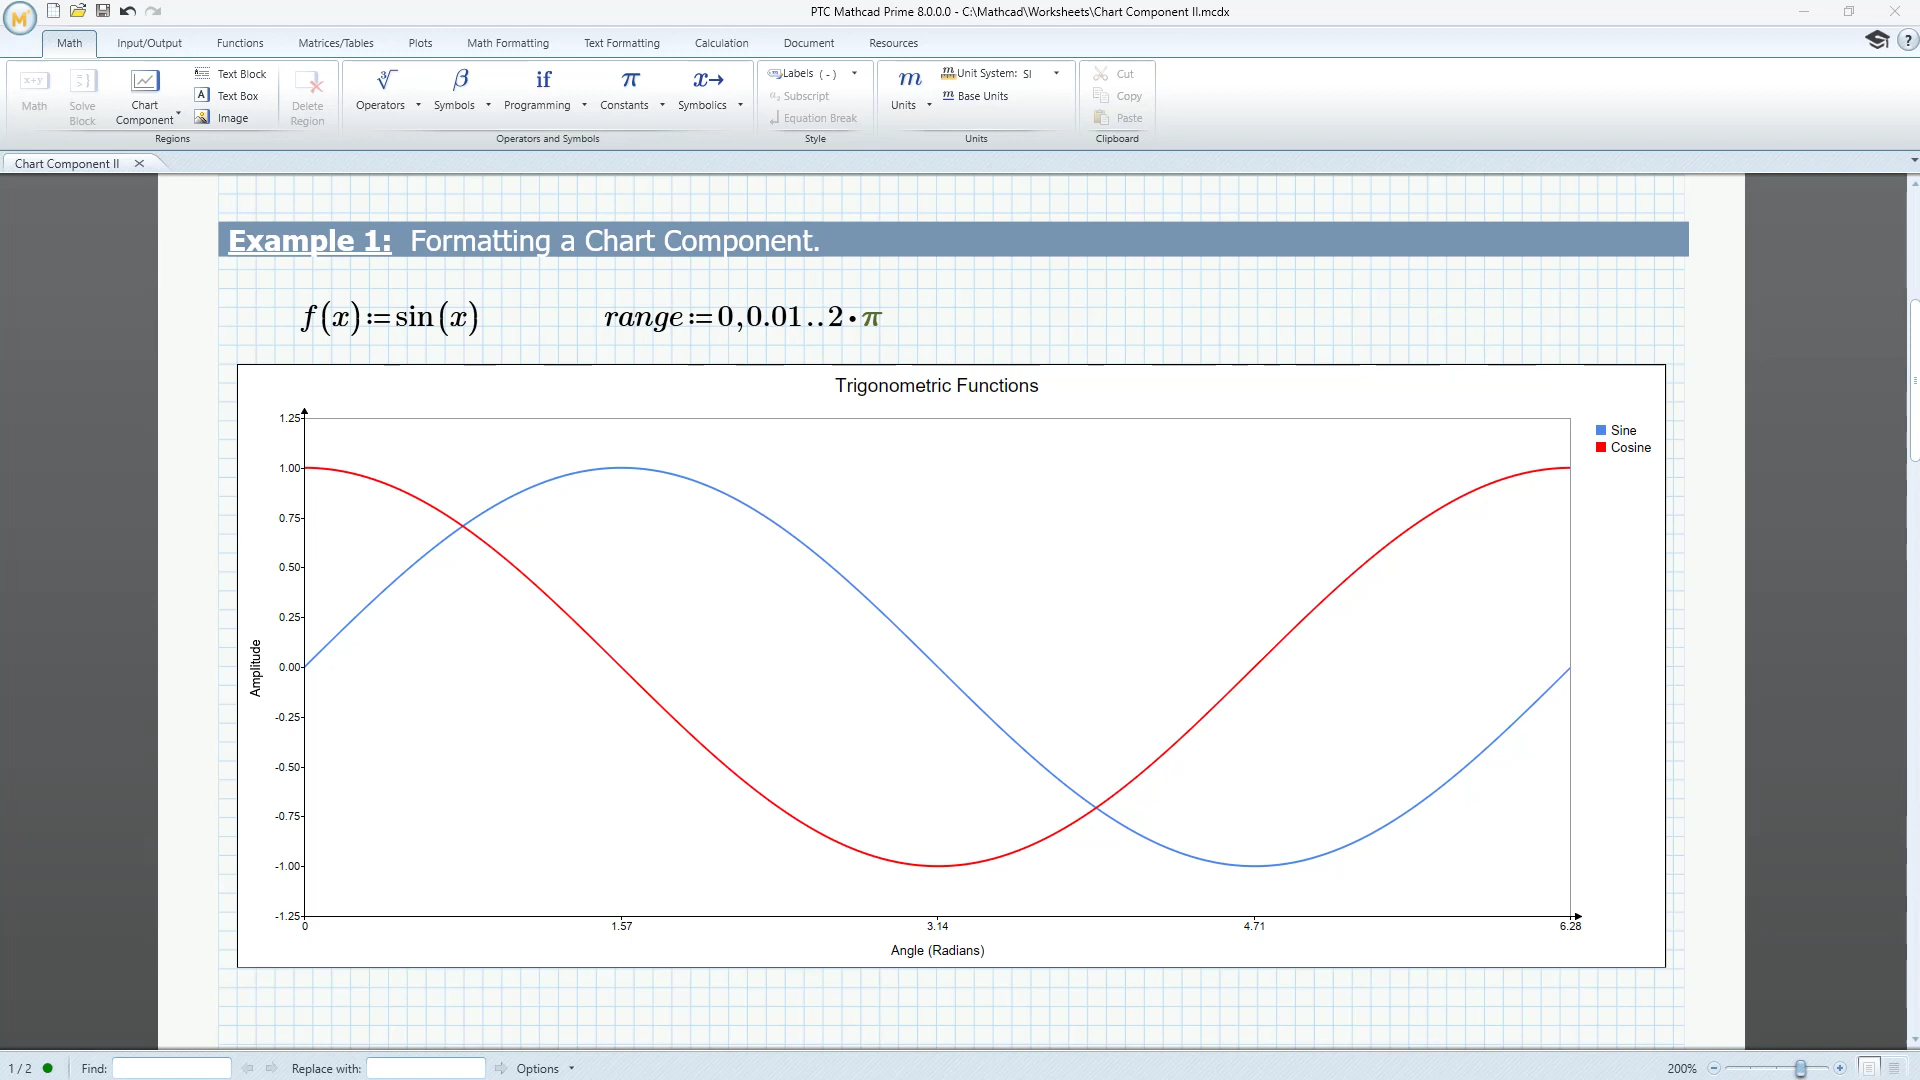 PTC Mathcad Prime 8.0.0.0 - C:\Mathcad\Worksheets\Chart Component II.mcdx
Math Input/Output Functions Matrices/Tables Plots Math Formatting Text Formatting Calculation Document Resources
Math
Solve Block
Chart Component
Text Block
Text Box
Image
Delete Region
Regions
Operators
Symbols
if
Programming
Constants
Symbolics
Operators and Symbols
Labels ( - )
Subscript
Equation Break
Style
Units
Unit System: SI
Base Units
Units
Cut
Copy
Paste
Clipboard
Chart Component II
Example 1: Formatting a Chart Component.
f(x):=sin(x) range:=0,0.01..2·π
Trigonometric Functions
1.25
1.00
0.75
0.50
0.25
0.00
-0.25
-0.50
-0.75
-1.00
-1.25
Amplitude
Sine
Cosine
0 1.57 3.14 4.71 6.28
Angle (Radians)
1 / 2 Find: Replace with: Options 200%